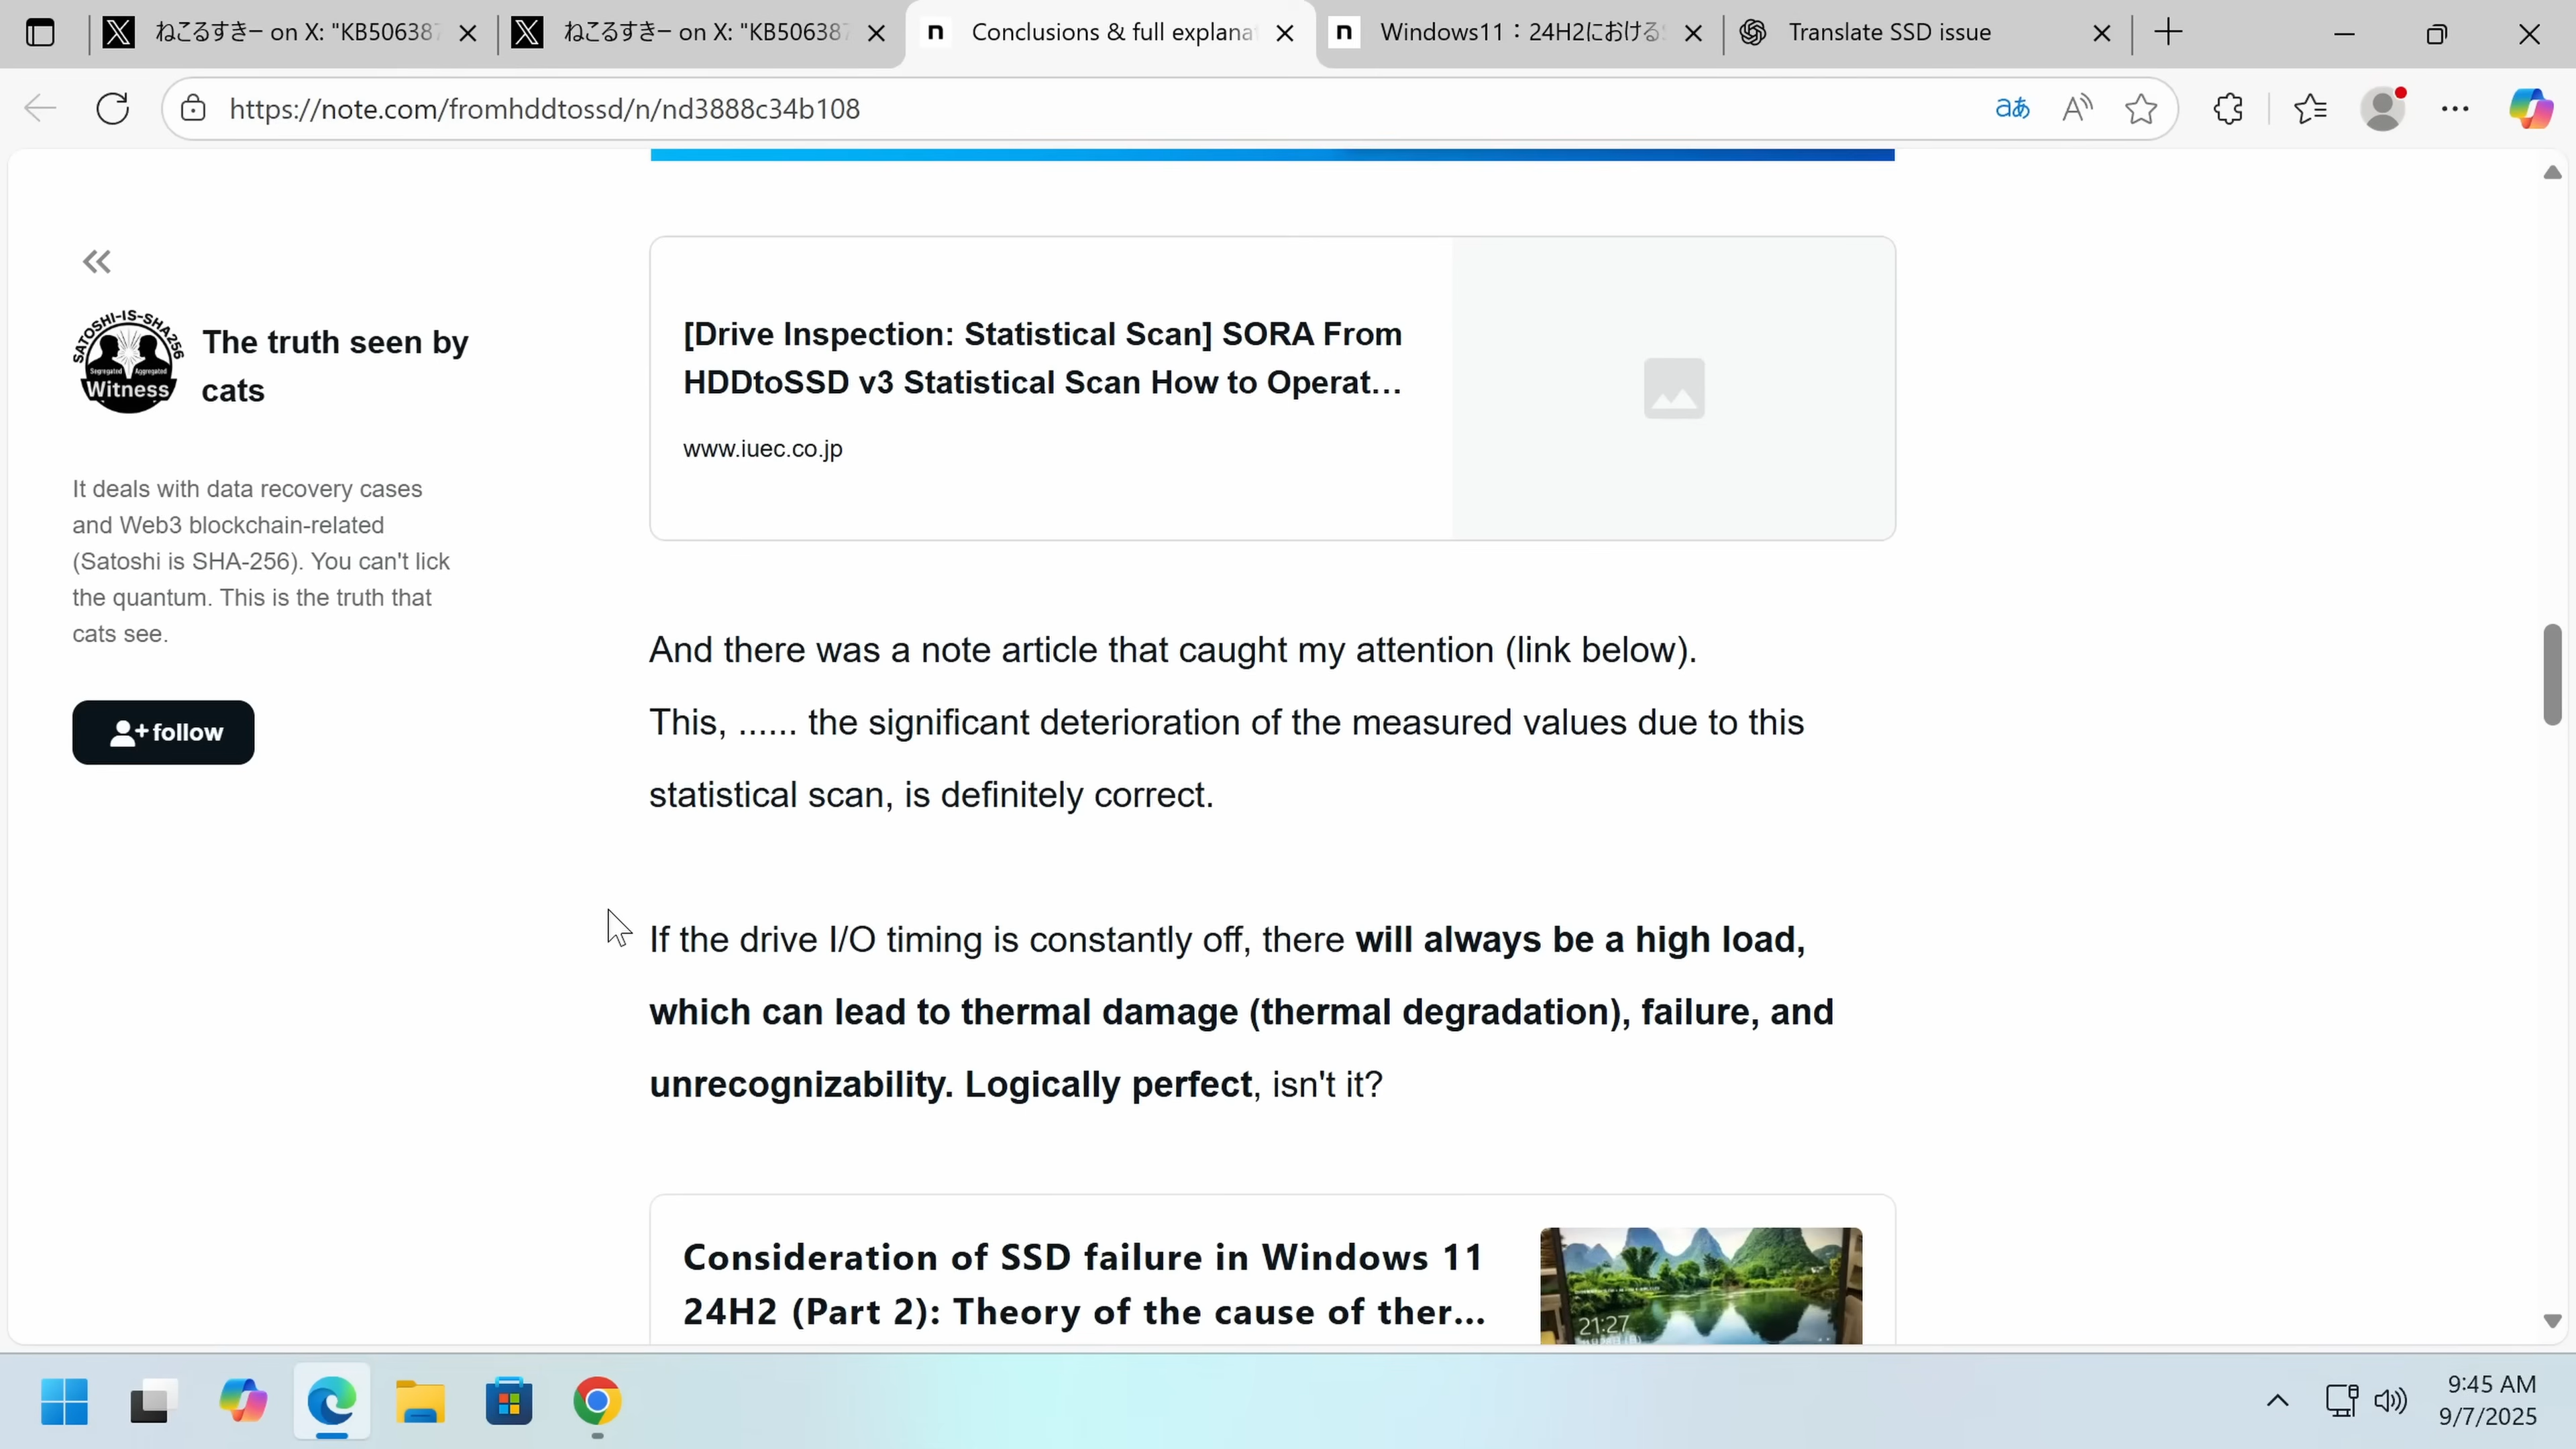 ねこるすきー on X: "KB506387
ねこるすきー on X: "KB506387
n Conclusions & full explana
n Windows11：24H2における
Translate SSD issue
https://note.com/fromhddtossd/n/nd3888c34b108
SATOSHI-IS-SHA256
Segregated Aggregated
Witness
The truth seen by
cats
It deals with data recovery cases
and Web3 blockchain-related
(Satoshi is SHA-256). You can't lick
the quantum. This is the truth that
cats see.
follow
[Drive Inspection: Statistical Scan] SORA From
HDDtoSSD v3 Statistical Scan How to Operat...
www.iuec.co.jp
And there was a note article that caught my attention (link below).
This, ...... the significant deterioration of the measured values due to this
statistical scan, is definitely correct.
If the drive I/O timing is constantly off, there will always be a high load,
which can lead to thermal damage (thermal degradation), failure, and
unrecognizability. Logically perfect, isn't it?
Consideration of SSD failure in Windows 11
24H2 (Part 2): Theory of the cause of ther...
21:27
9:45 AM
9/7/2025